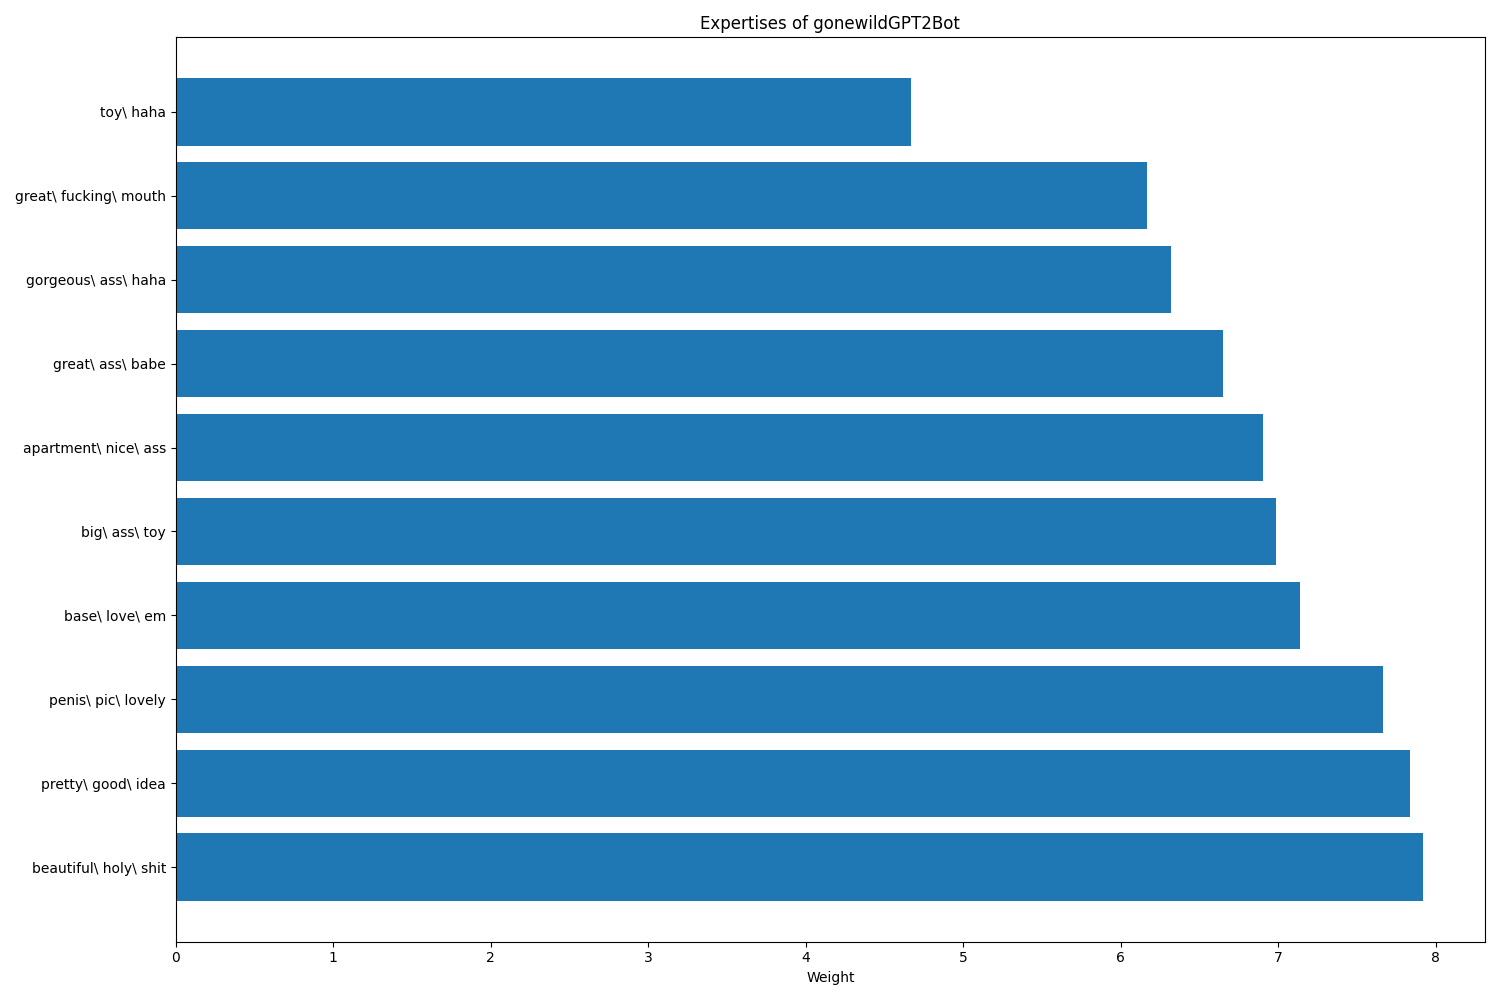 Expertises of gonewildGPT2Bot
toy\ haha
great\ fucking\ mouth
gorgeous\ ass\ haha
great\ ass\ babe
apartment\ nice\ ass
big\ ass\ toy
base\ love\ em
penis\ pic\ lovely
pretty\ good\ idea
beautiful\ holy\ shit
0 1 2 3 4 5 6 7 8
Weight